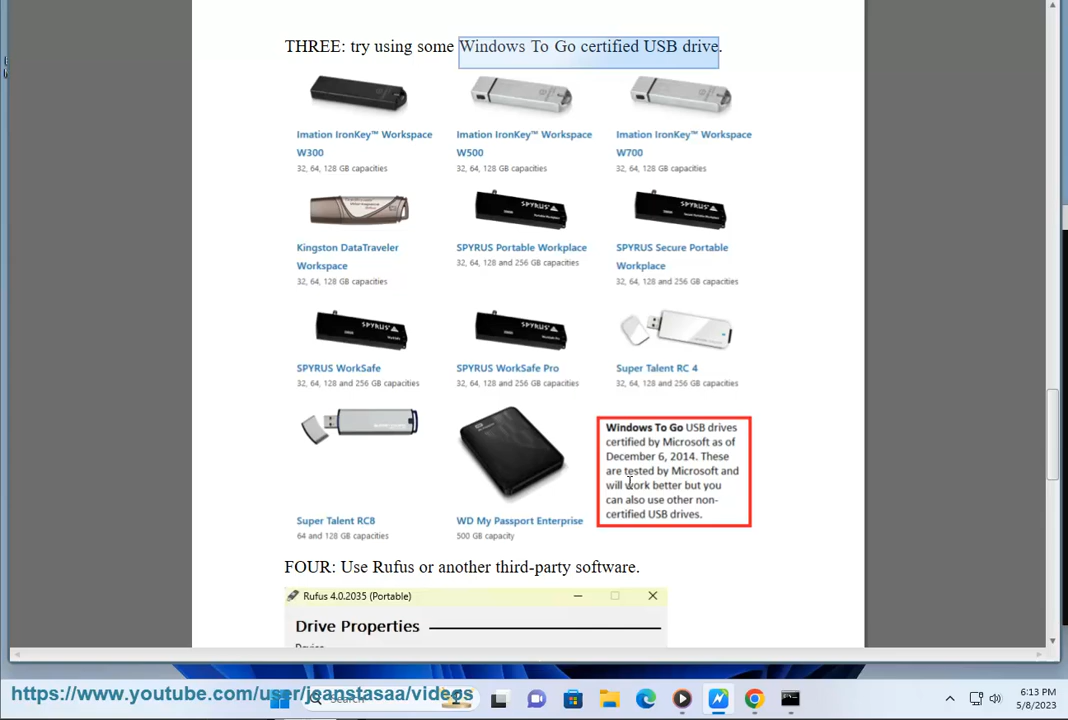 THREE: try using some Windows To Go certified USB drive.
Imation IronKey™ Workspace
W300
32, 64, 128 GB capacities
Imation IronKey™ Workspace
W500
32, 64, 128 GB capacities
Imation IronKey™ Workspace
W700
32, 64, 128 GB capacities
Kingston DataTraveler
Workspace
32, 64, 128 GB capacities
SPYRUS
SPYRUS Portable Workplace
32, 64, 128 and 256 GB capacities
SPYRUS
SPYRUS Secure Portable
Workplace
32, 64, 128 and 256 GB capacities
SPYRUS
SPYRUS WorkSafe
32, 64, 128 and 256 GB capacities
SPYRUS
SPYRUS WorkSafe Pro
32, 64, 128 and 256 GB capacities
Super Talent RC 4
32, 64, 128 and 256 GB capacities
Super Talent RC8
64 and 128 GB capacities
WD My Passport Enterprise
500 GB capacity
Windows To Go USB drives
certified by Microsoft as of
December 6, 2014. These
are tested by Microsoft and
will work better but you
can also use other non-
certified USB drives.
FOUR: Use Rufus or another third-party software.
Rufus 4.0.2035 (Portable)
Drive Properties
Device
https://www.youtube.com/user/jeanstasaa/videos
Search
6:13 PM
5/8/2023